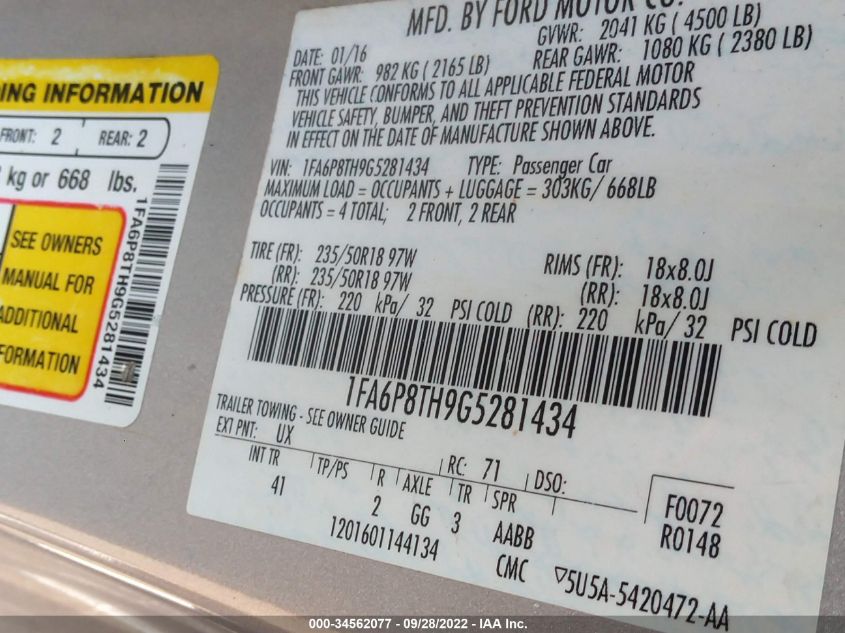 MFD. BY FORD MOTOR CO.
DATE: 01/16 GVWR: 2041 KG (4500 LB)
FRONT GAWR: 982 KG (2165 LB) REAR GAWR: 1080 KG (2380 LB)
THIS VEHICLE CONFORMS TO ALL APPLICABLE FEDERAL MOTOR
VEHICLE SAFETY, BUMPER, AND THEFT PREVENTION STANDARDS
IN EFFECT ON THE DATE OF MANUFACTURE SHOWN ABOVE.
VIN: 1FA6P8TH9G5281434 TYPE: Passenger Car
MAXIMUM LOAD = OCCUPANTS + LUGGAGE = 303KG/ 668LB
OCCUPANTS = 4 TOTAL; 2 FRONT, 2 REAR
TIRE (FR): 235/50R18 97W RIMS (FR): 18x8.0J
(RR): 235/50R18 97W (RR): 18x8.0J
PRESSURE (FR): 220 kPa/ 32 PSI COLD (RR): 220 kPa/ 32 PSI COLD
1FA6P8TH9G5281434
TRAILER TOWING - SEE OWNER GUIDE
EXT PNT: UX RC: 71 DSO:
INT TR TP/PS R AXLE TR SPR F0072
41 2 GG 3 AABB R0148
1201601144134 CMC ▽5U5A-5420472-AA
INFORMATION
FRONT: 2 REAR: 2
kg or 668 lbs.
SEE OWNERS
MANUAL FOR
ADDITIONAL
INFORMATION
1FA6P8TH9G5281434
000-34562077 - 09/28/2022 - IAA Inc.